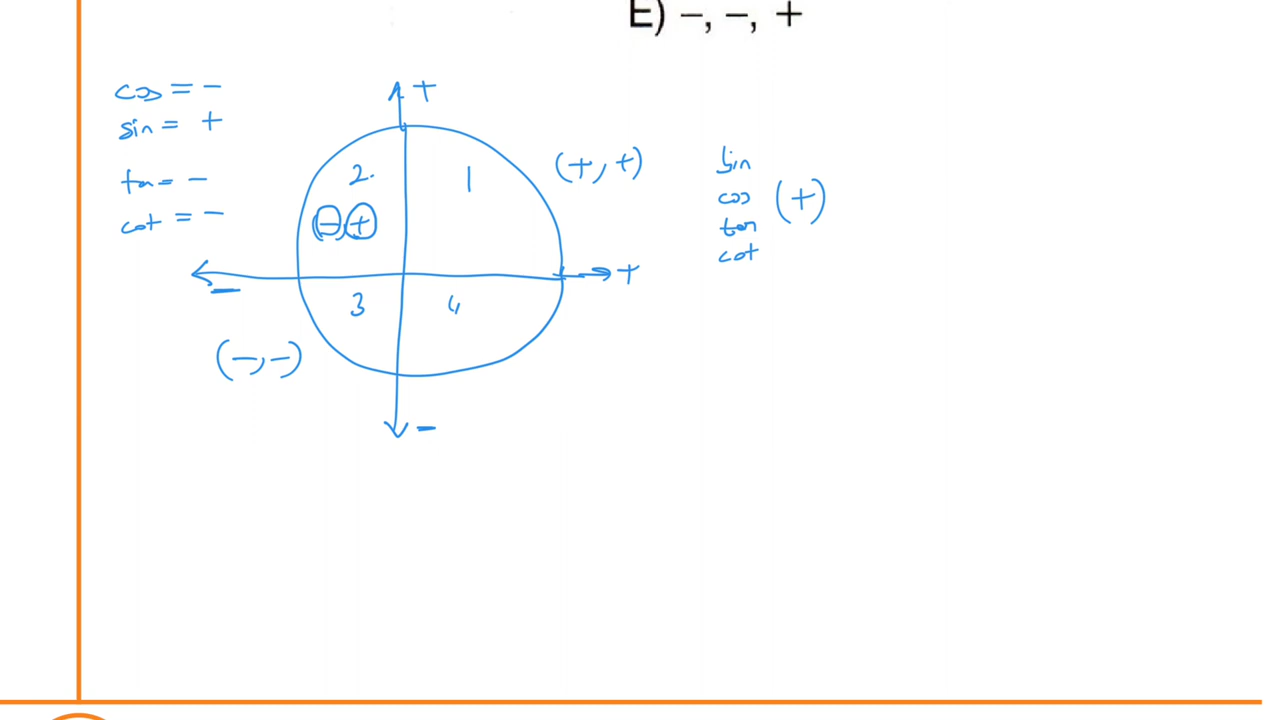 E) –, –, +
cos = –
sin = +
tan = –
cot = –
+
2.
1
(–, +)
(+, +)
sin
cos
tan
cot
(+)
–
+
3
4
(–, –)
–